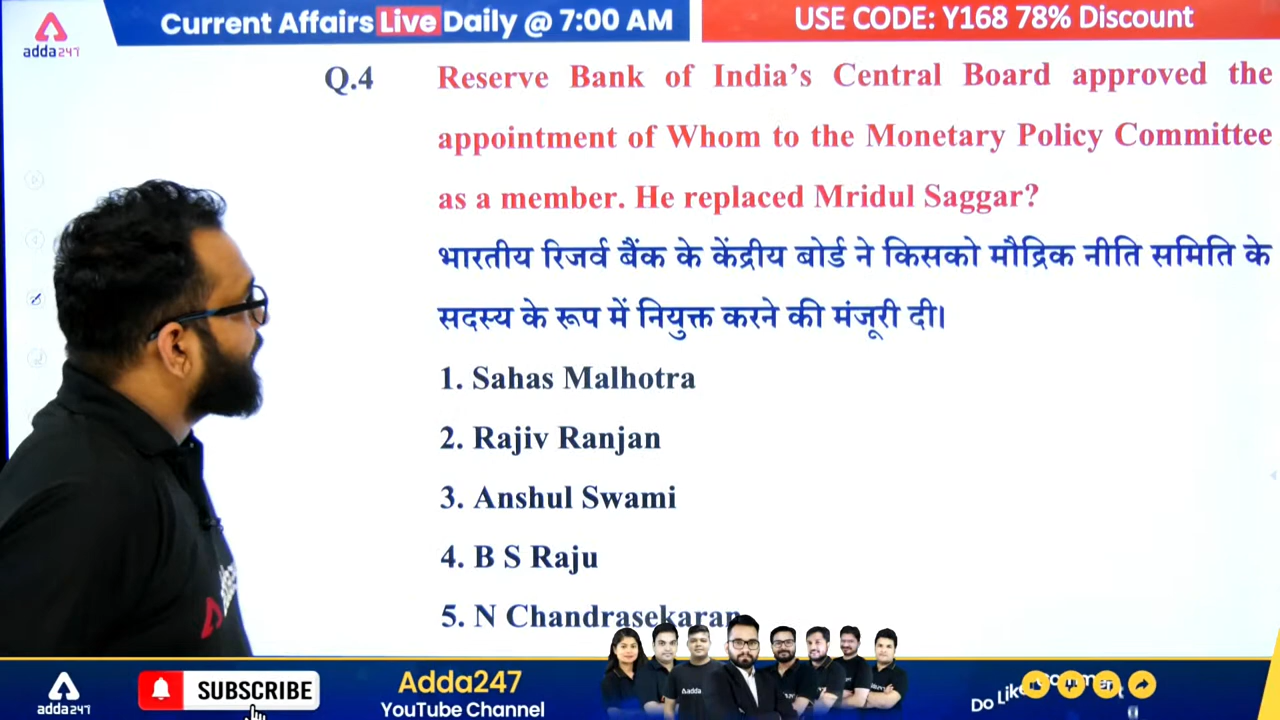 adda247
Current Affairs Live Daily @ 7:00 AM
USE CODE: Y168 78% Discount
Q.4
Reserve Bank of India's Central Board approved the
appointment of Whom to the Monetary Policy Committee
as a member. He replaced Mridul Saggar?
भारतीय रिजर्व बैंक के केंद्रीय बोर्ड ने किसको मौद्रिक नीति समिति के
सदस्य के रूप में नियुक्त करने की मंजूरी दी।
1. Sahas Malhotra
2. Rajiv Ranjan
3. Anshul Swami
4. B S Raju
5. N Chandrasekaran
adda247
SUBSCRIBE
Adda247
YouTube Channel
Do Like